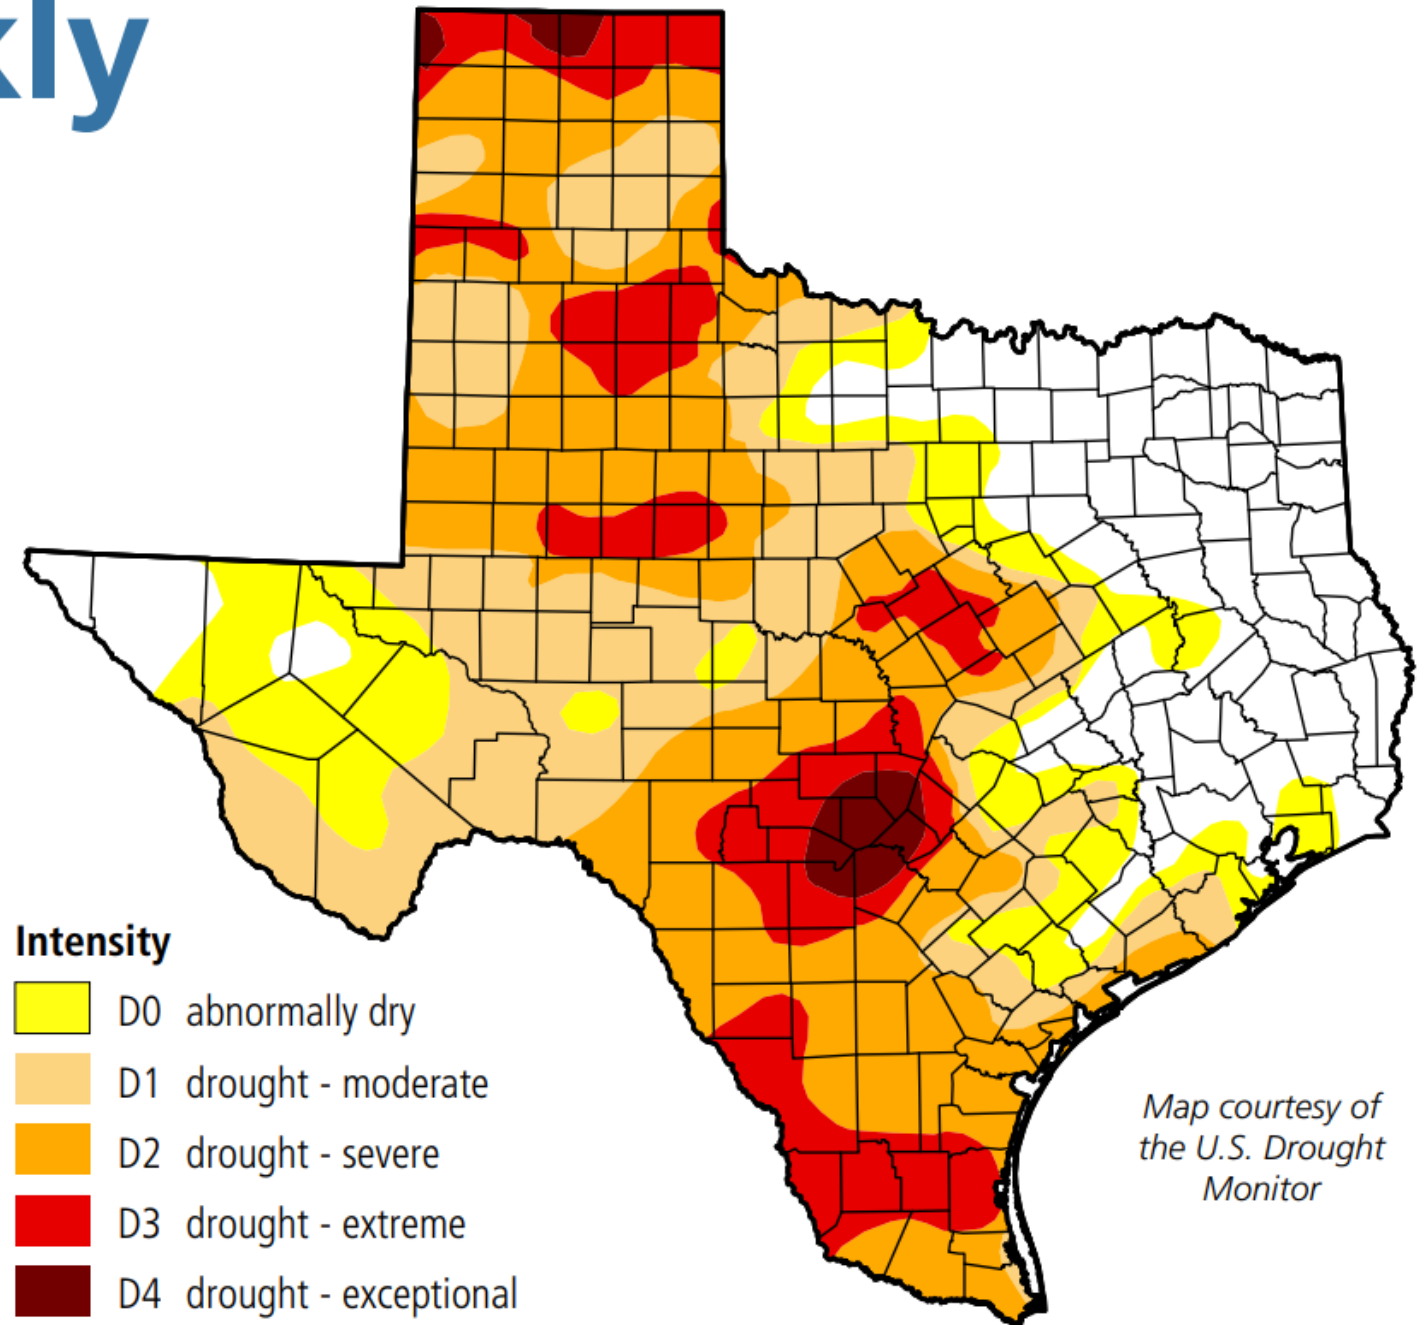 kly
Intensity
D0 abnormally dry
D1 drought - moderate
D2 drought - severe
D3 drought - extreme
D4 drought - exceptional
Map courtesy of
the U.S. Drought
Monitor